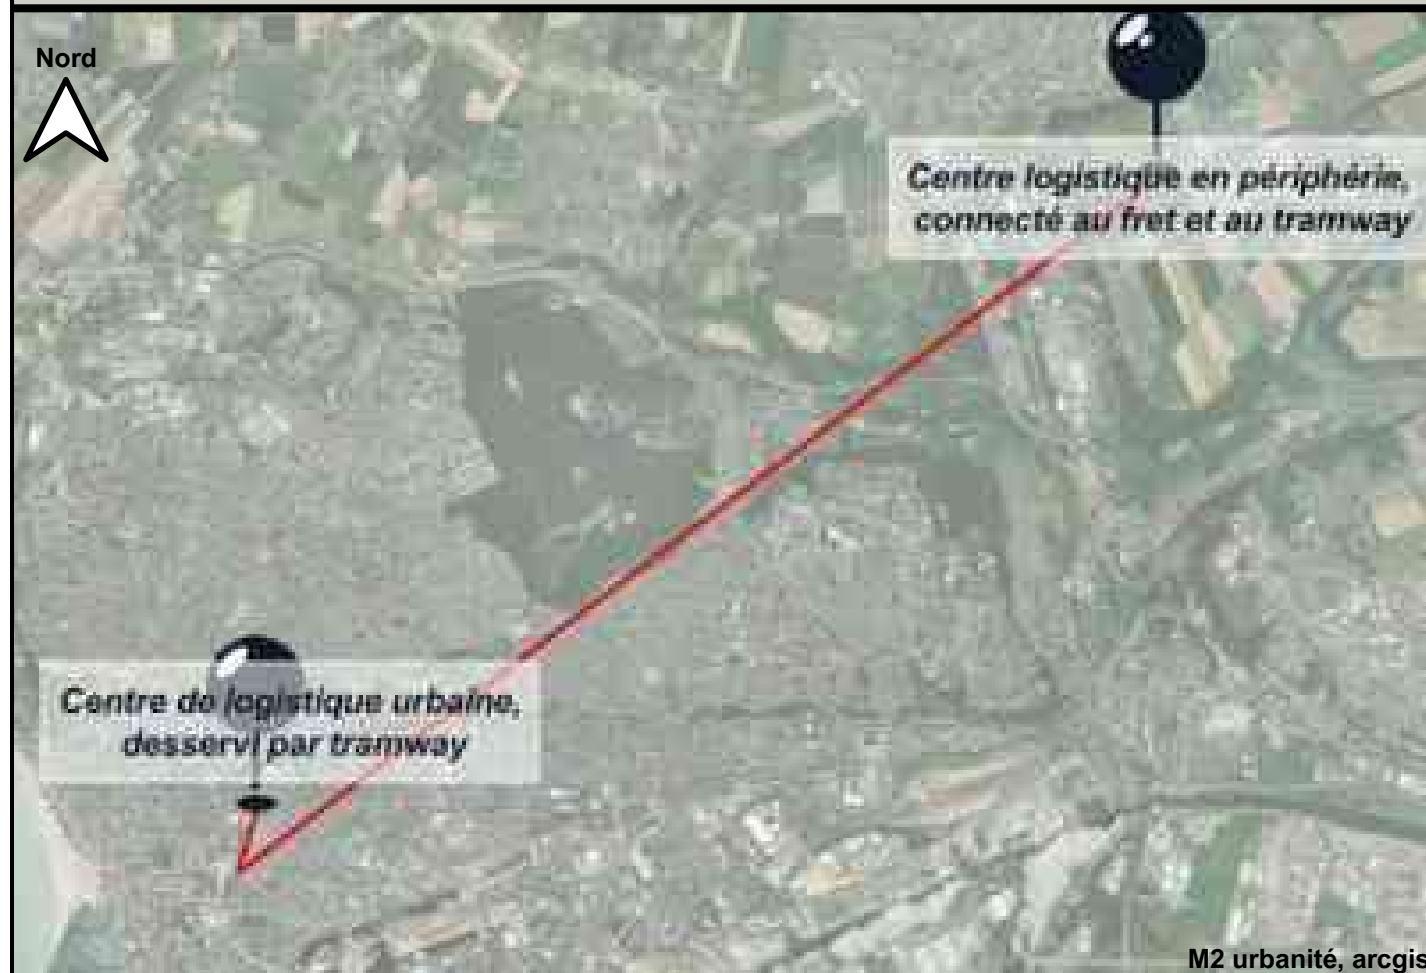 Nord
Centre logistique en périphérie,
connecté au fret et au tramway
Centre de logistique urbaine,
desservi par tramway
M2 urbanité, arcgis